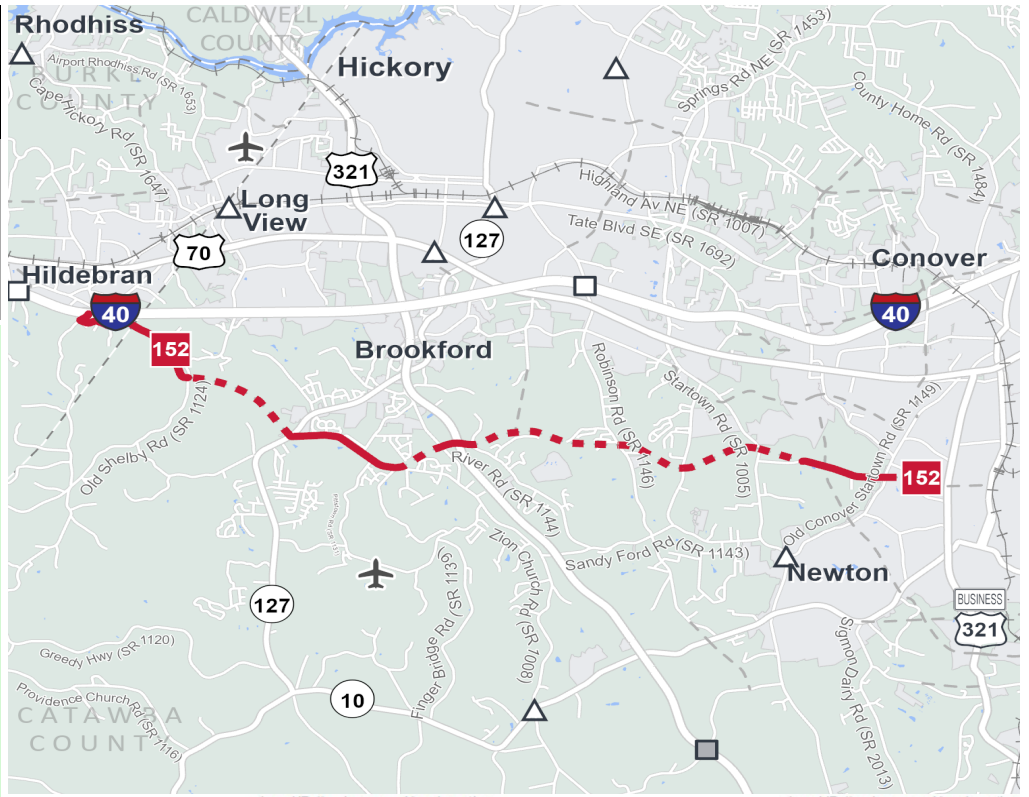 Rhodhiss
CALDWELL
COUNTY
Hickory
Airport Rhodhiss Rd (SR 1653)
BURKE
COUNTY
Cape Hickory Rd (SR 1647)
Springs Rd NE (SR 1453)
County Home Rd (SR 1484)
321
Long
View
Highland Av NE (SR 1007)
Tate Blvd SE (SR 1692)
127
70
Conover
Hildebran
40
40
152
Brookford
Robinson Rd (SR 1146)
Startown Rd (SR 1005)
Old Shelby Rd (SR 1124)
Old Conover Startown Rd (SR 1149)
River Rd (SR 1144)
152
Zion Church Rd (SR 1008)
Sandy Ford Rd (SR 1143)
Newton
Finger Bridge Rd (SR 1139)
127
BUSINESS
321
Sigmon Dairy Rd (SR 2013)
Greedy Hwy (SR 1120)
Providence Church Rd (SR 1116)
10
CATAWBA
COUNTY